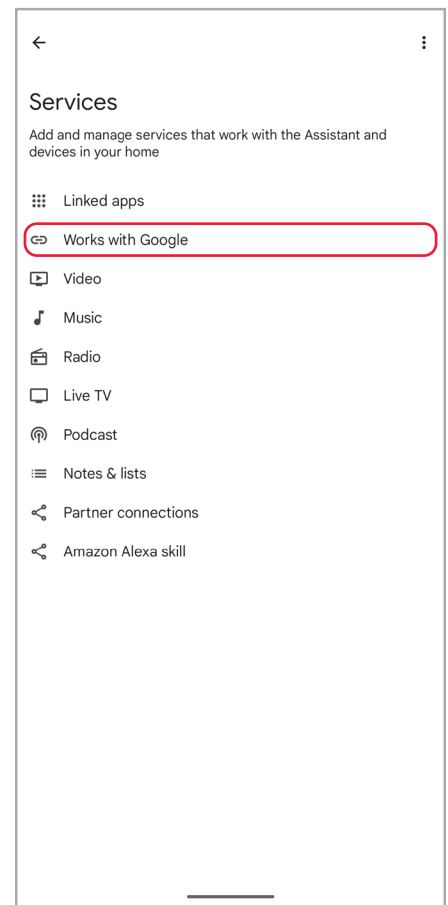 Services
Add and manage services that work with the Assistant and
devices in your home
Linked apps
Works with Google
Video
Music
Radio
Live TV
Podcast
Notes & lists
Partner connections
Amazon Alexa skill